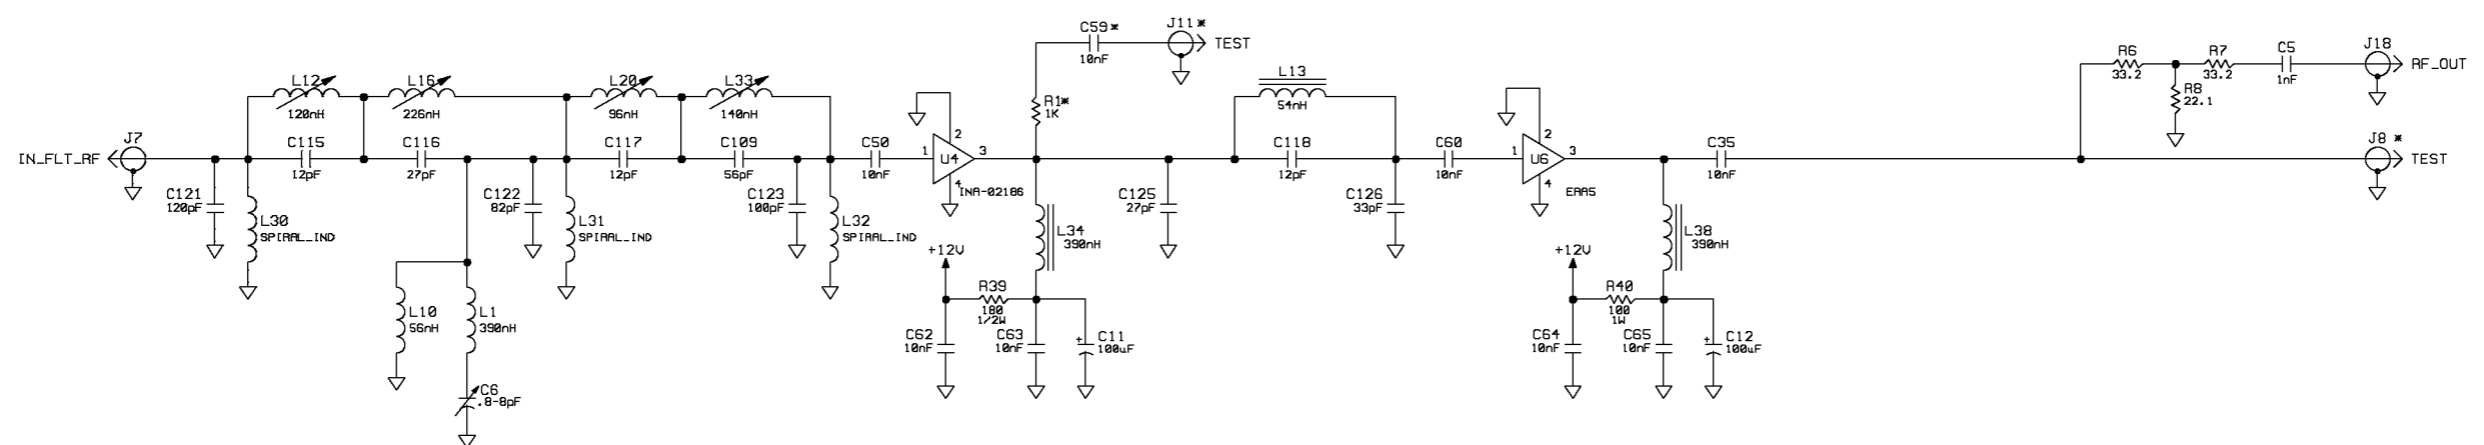 IN_FLT_RF
J7
C121
120pF
L30
SPIRAL_IND
L12
120nH
C115
12pF
L16
226nH
C116
27pF
L10
56nH
L1
390nH
C6
.8-8pF
C122
82pF
L31
SPIRAL_IND
L20
96nH
C117
12pF
L33
140nH
C109
56pF
C123
100pF
L32
SPIRAL_IND
C50
10nF
1
U4
2
3
4
INA-02186
R1*
1K
C59*
10nF
J11*
TEST
L34
390nH
+12V
R39
180
1/2W
C62
10nF
C63
10nF
+
C11
100uF
C125
27pF
L13
54nH
C118
12pF
C126
33pF
C60
10nF
1
U6
2
3
4
ERA5
L38
390nH
+12V
R40
100
1W
C64
10nF
C65
10nF
+
C12
100uF
C35
10nF
R6
33.2
R7
33.2
R8
22.1
C5
1nF
J18
RF_OUT
J8 *
TEST